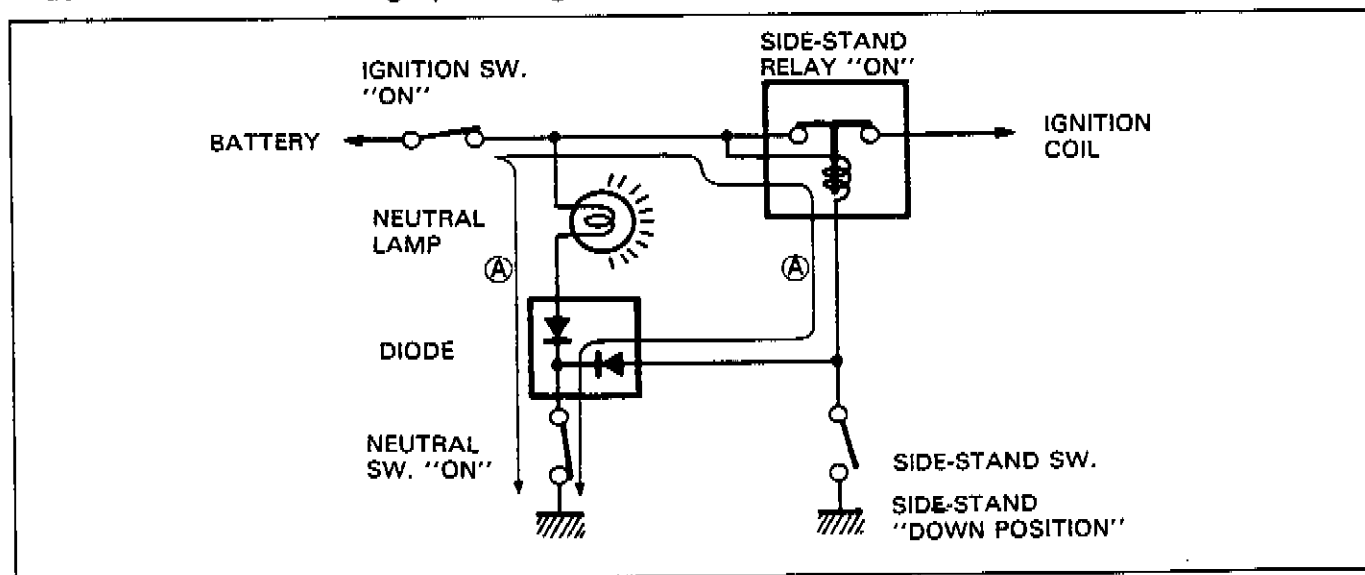 SIDE-STAND
RELAY "ON"
IGNITION SW.
"ON"
BATTERY
IGNITION
COIL
NEUTRAL
LAMP
Ⓐ
Ⓐ
DIODE
NEUTRAL
SW. "ON"
SIDE-STAND SW.
SIDE-STAND
"DOWN POSITION"